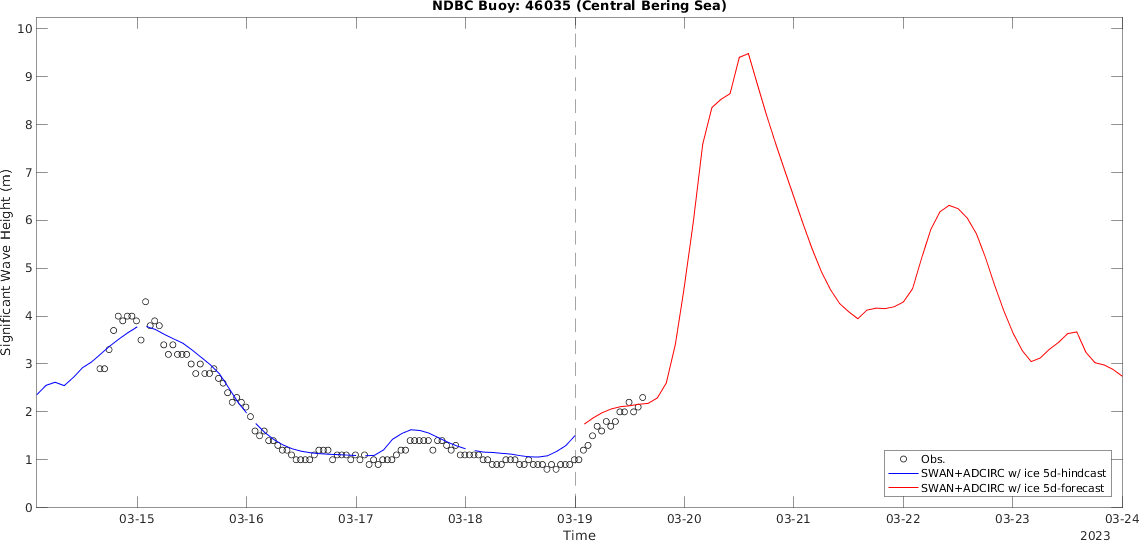 NDBC Buoy: 46035 (Central Bering Sea)
10
9
8
7
6
5
4
3
2
1
0
Significant Wave Height (m)
03-15 03-16 03-17 03-18 03-19 03-20 03-21 03-22 03-23 03-24
Time
2023
Obs.
SWAN+ADCIRC w/ ice 5d-hindcast
SWAN+ADCIRC w/ ice 5d-forecast